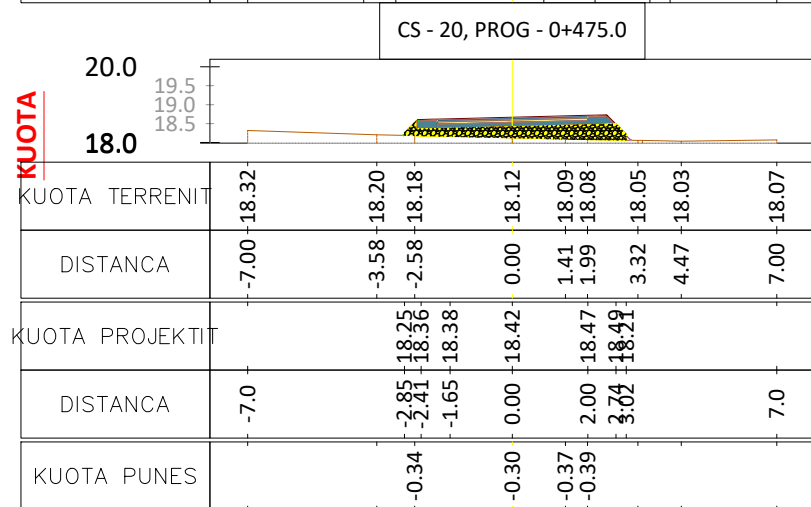 CS - 20, PROG - 0+475.0
20.0
19.5
19.0
18.5
18.0
KUOTA
KUOTA TERRENIT 18.32 18.20 18.18 18.12 18.09 18.08 18.05 18.03 18.07
DISTANCA -7.00 -3.58 -2.58 0.00 1.41 1.99 3.32 4.47 7.00
KUOTA PROJEKTIT 18.25 18.36 18.38 18.42 18.47 18.49 18.21
DISTANCA -7.0 -2.85 -2.41 -1.65 0.00 2.00 2.74 3.02 7.0
KUOTA PUNES -0.34 -0.30 -0.37 -0.39